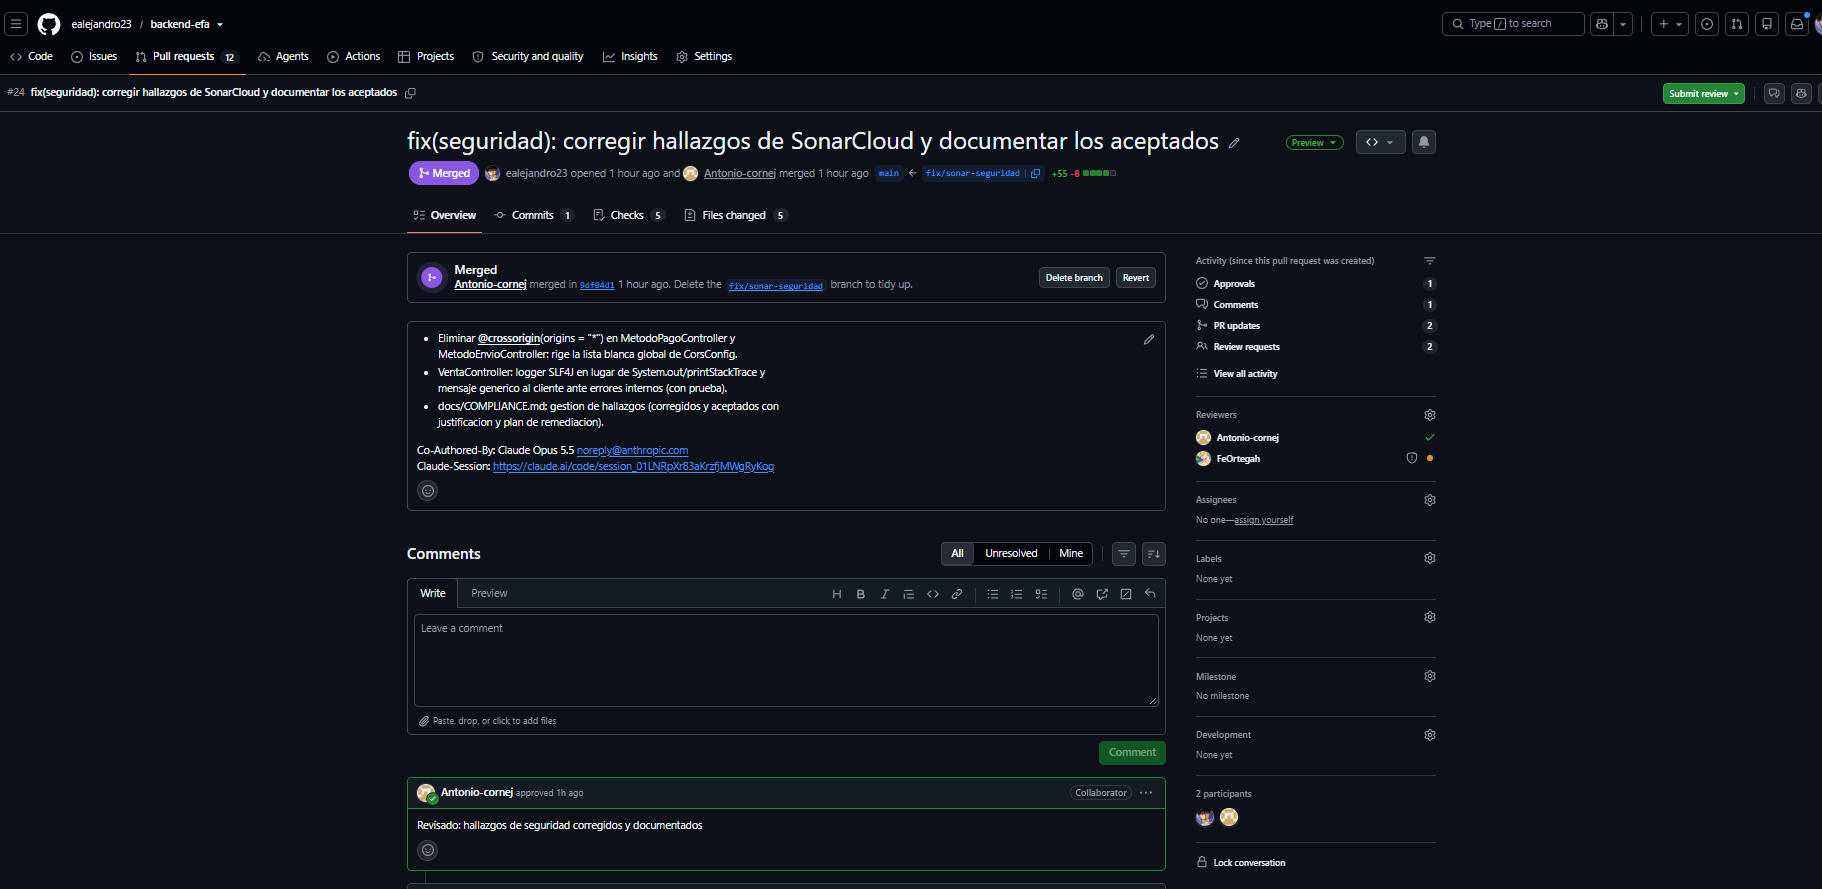 ealejandro23 / backend-efa
Type / to search
Code
Issues
Pull requests 12
Agents
Actions
Projects
Security and quality
Insights
Settings
#24 fix(seguridad): corregir hallazgos de SonarCloud y documentar los aceptados
Submit review
fix(seguridad): corregir hallazgos de SonarCloud y documentar los aceptados
Preview
Merged
ealejandro23 opened 1 hour ago and Antonio-cornej merged 1 hour ago main ← fix/sonar-seguridad +55 -8
Overview
Commits 1
Checks 5
Files changed 5
Merged
Antonio-cornej merged in 9df04d1 1 hour ago. Delete the fix/sonar-seguridad branch to tidy up.
Delete branch
Revert
• Eliminar @crossorigin(origins = "*") en MetodoPagoController y
MetodoEnvioController: rige la lista blanca global de CorsConfig.
• VentaController: logger SLF4J en lugar de System.out/printStackTrace y
mensaje generico al cliente ante errores internos (con prueba).
• docs/COMPLIANCE.md: gestion de hallazgos (corregidos y aceptados con
justificacion y plan de remediacion).
Co-Authored-By: Claude Opus 5.5 noreply@anthropic.com
Claude-Session: https://claude.ai/code/session_01LNRpXr83aKrzfjMWgRyKog
Comments
All
Unresolved
Mine
Write
Preview
Leave a comment
Paste, drop, or click to add files
Comment
Antonio-cornej approved 1h ago
Collaborator
Revisado: hallazgos de seguridad corregidos y documentados
Activity (since this pull request was created)
Approvals 1
Comments 1
PR updates 2
Review requests 2
View all activity
Reviewers
Antonio-cornej
FeOrtegah
Assignees
No one—assign yourself
Labels
None yet
Projects
None yet
Milestone
No milestone
Development
None yet
2 participants
Lock conversation